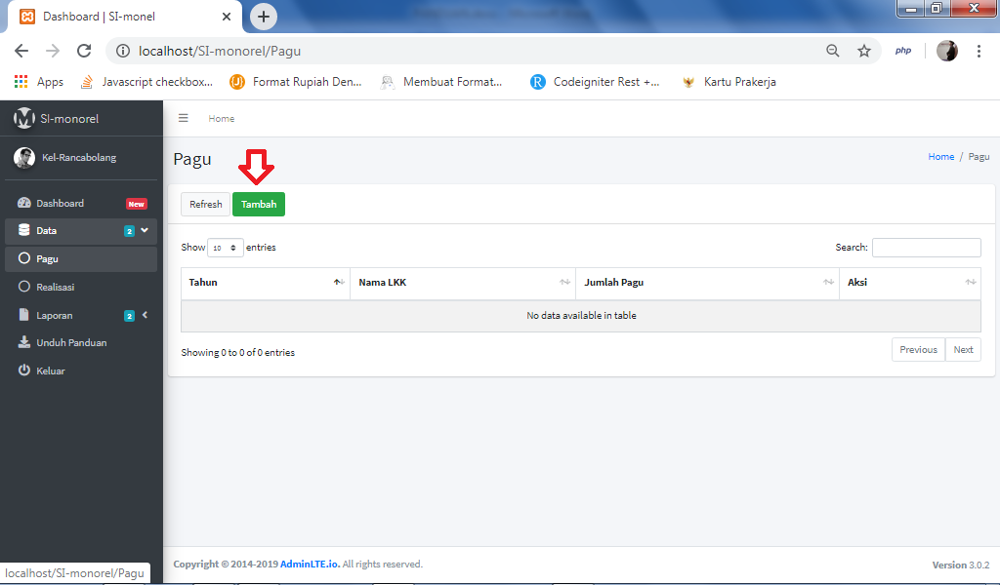 Dashboard | SI-monel
localhost/SI-monorel/Pagu
php
Apps Javascript checkbox... Format Rupiah Den... Membuat Format... Codeigniter Rest +... Kartu Prakerja
SI-monorel
Home
Kel-Rancabolang
Pagu
Home / Pagu
Dashboard New
Data 2
Pagu
Realisasi
Laporan 2
Unduh Panduan
Keluar
Refresh Tambah
Show 10 entries
Search:
Tahun Nama LKK Jumlah Pagu Aksi
No data available in table
Showing 0 to 0 of 0 entries
Previous Next
Copyright © 2014-2019 AdminLTE.io. All rights reserved.
Version 3.0.2
localhost/SI-monorel/Pagu